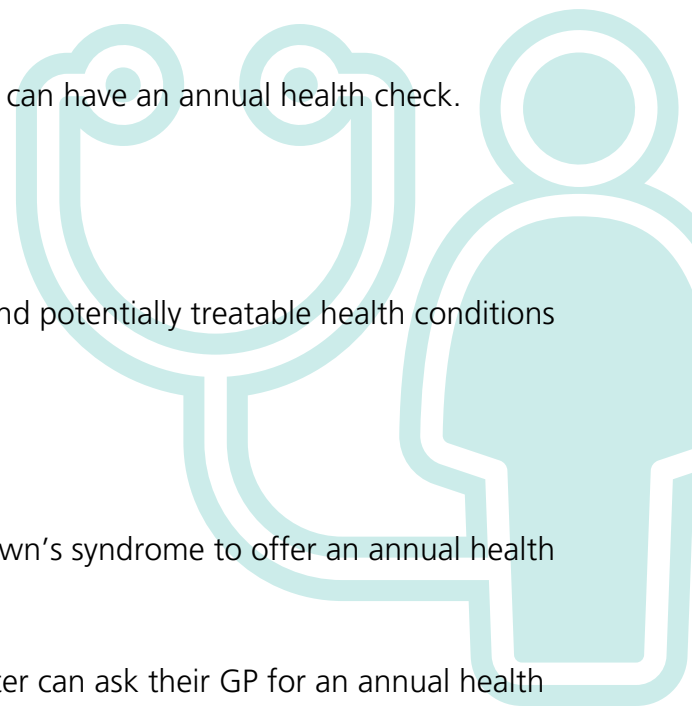 can have an annual health check.
nd potentially treatable health conditions
wn's syndrome to offer an annual health
ter can ask their GP for an annual health